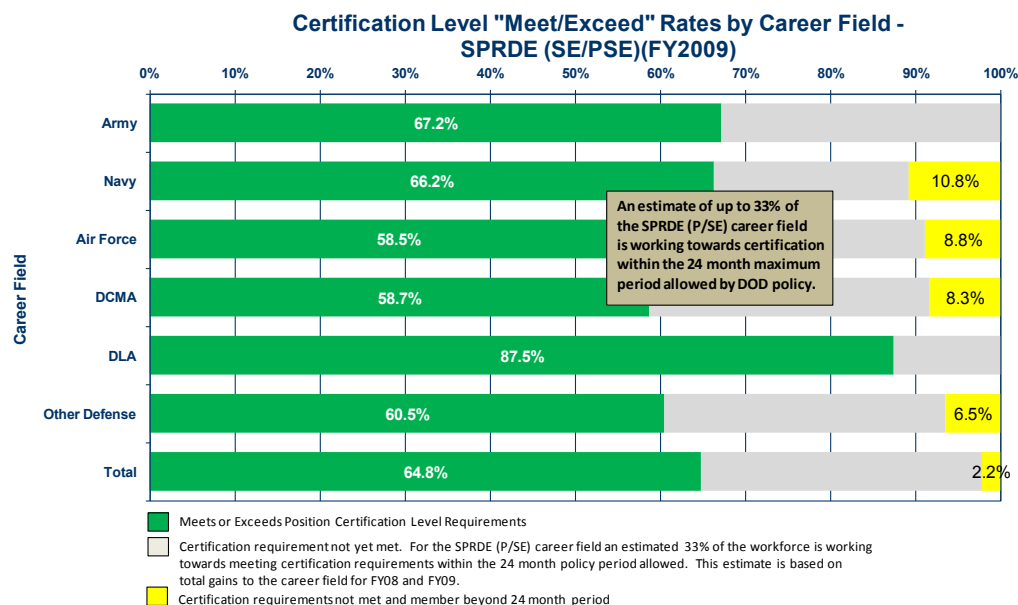 Certification Level "Meet/Exceed" Rates by Career Field -
SPRDE (SE/PSE)(FY2009)
0% 10% 20% 30% 40% 50% 60% 70% 80% 90% 100%
Career Field
Army 67.2%
Navy 66.2% 10.8%
Air Force 58.5% 8.8%
DCMA 58.7% 8.3%
DLA 87.5%
Other Defense 60.5% 6.5%
Total 64.8% 2.2%
An estimate of up to 33% of
the SPRDE (P/SE) career field
is working towards certification
within the 24 month maximum
period allowed by DOD policy.
Meets or Exceeds Position Certification Level Requirements
Certification requirement not yet met. For the SPRDE (P/SE) career field an estimated 33% of the workforce is working
towards meeting certification requirements within the 24 month policy period allowed. This estimate is based on
total gains to the career field for FY08 and FY09.
Certification requirements not met and member beyond 24 month period